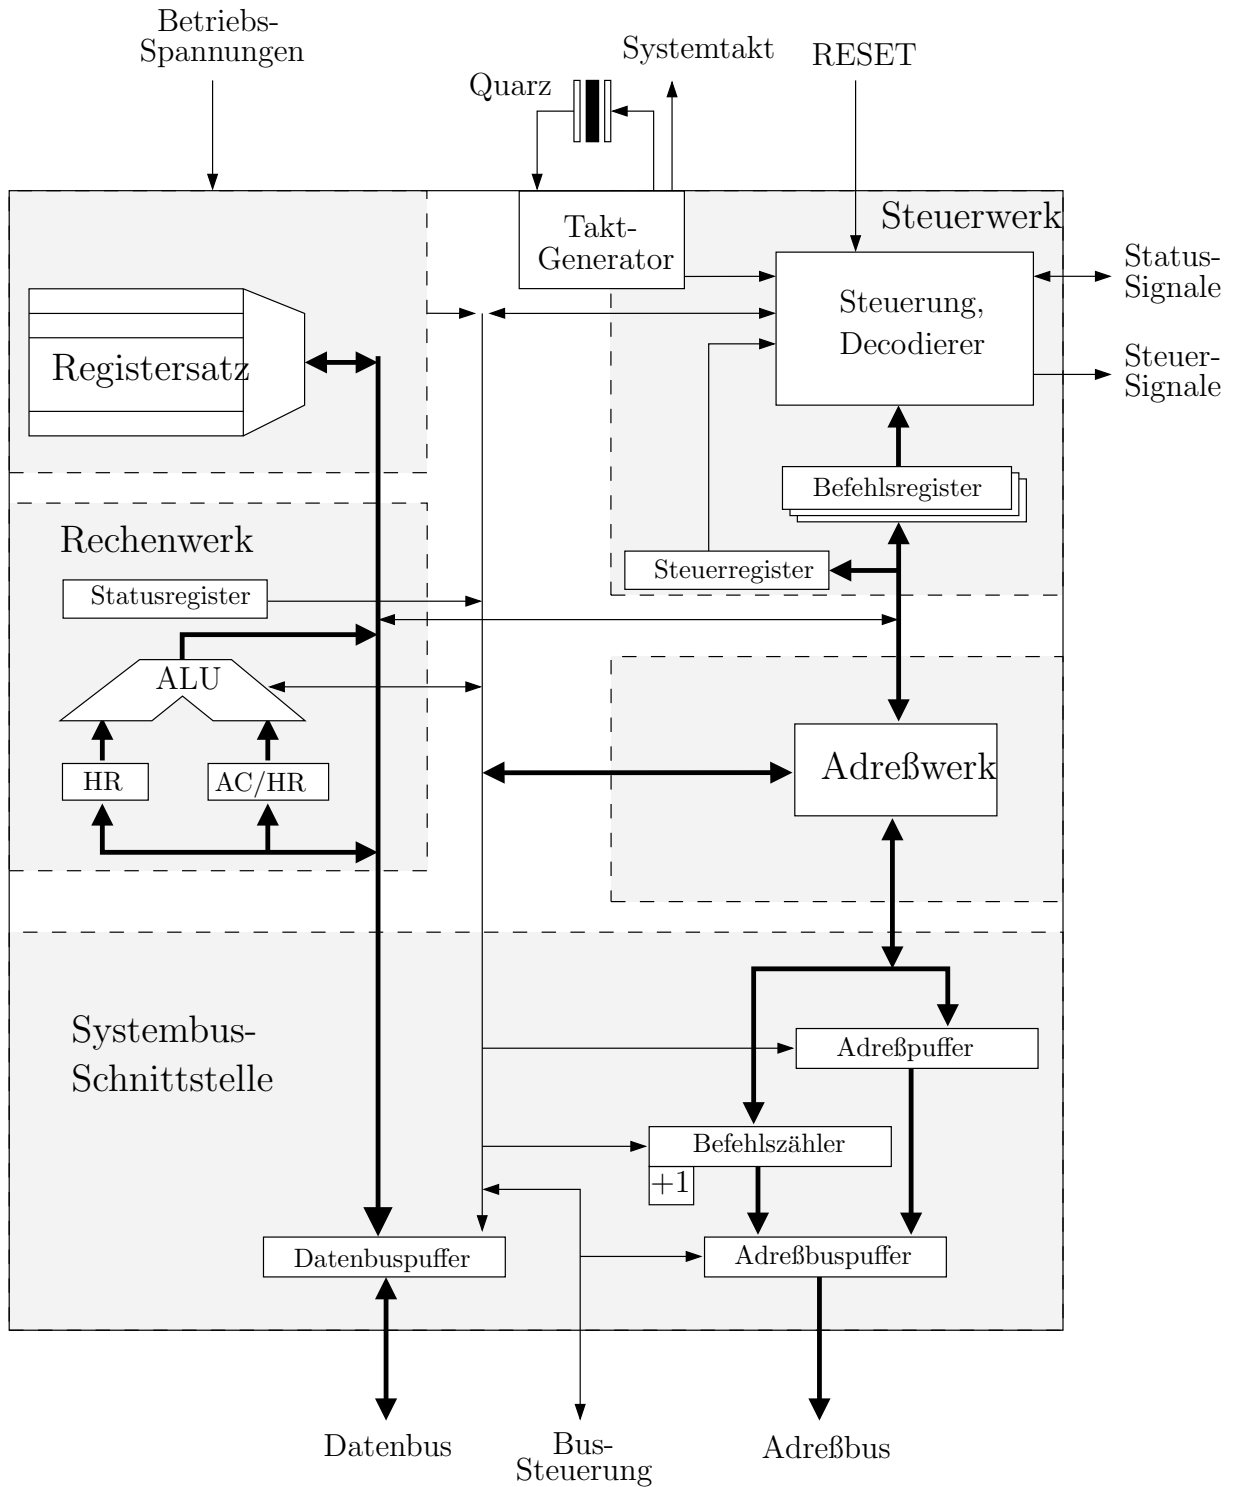 Betriebs-
Spannungen
Quarz
Systemtakt
RESET
Takt-
Generator
Steuerwerk
Steuerung,
Decodierer
Status-
Signale
Steuer-
Signale
Registersatz
Befehlsregister
Steuerregister
Rechenwerk
Statusregister
ALU
HR
AC/HR
Adreßwerk
Systembus-
Schnittstelle
Adreßpuffer
Befehlszähler
+1
Datenbuspuffer
Adreßbuspuffer
Datenbus
Bus-
Steuerung
Adreßbus